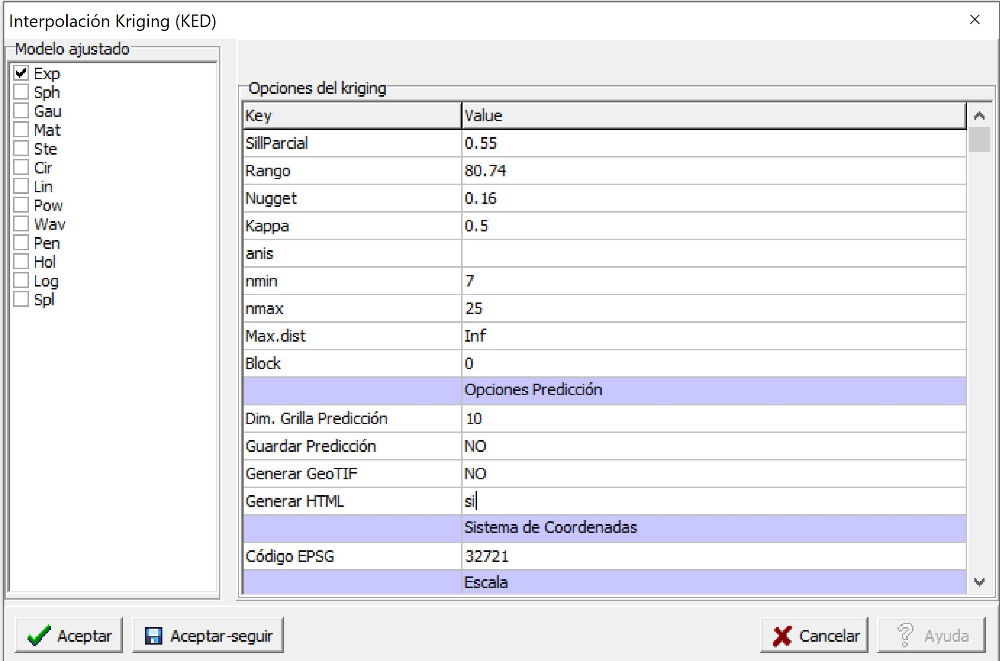 Interpolación Kriging (KED)
Modelo ajustado
Exp
Sph
Gau
Mat
Ste
Cir
Lin
Pow
Wav
Pen
Hol
Log
Spl
Opciones del kriging
Key Value
SillParcial 0.55
Rango 80.74
Nugget 0.16
Kappa 0.5
anis
nmin 7
nmax 25
Max.dist Inf
Block 0
Opciones Predicción
Dim. Grilla Predicción 10
Guardar Predicción NO
Generar GeoTIF NO
Generar HTML si
Sistema de Coordenadas
Código EPSG 32721
Escala
Aceptar Aceptar-seguir Cancelar Ayuda